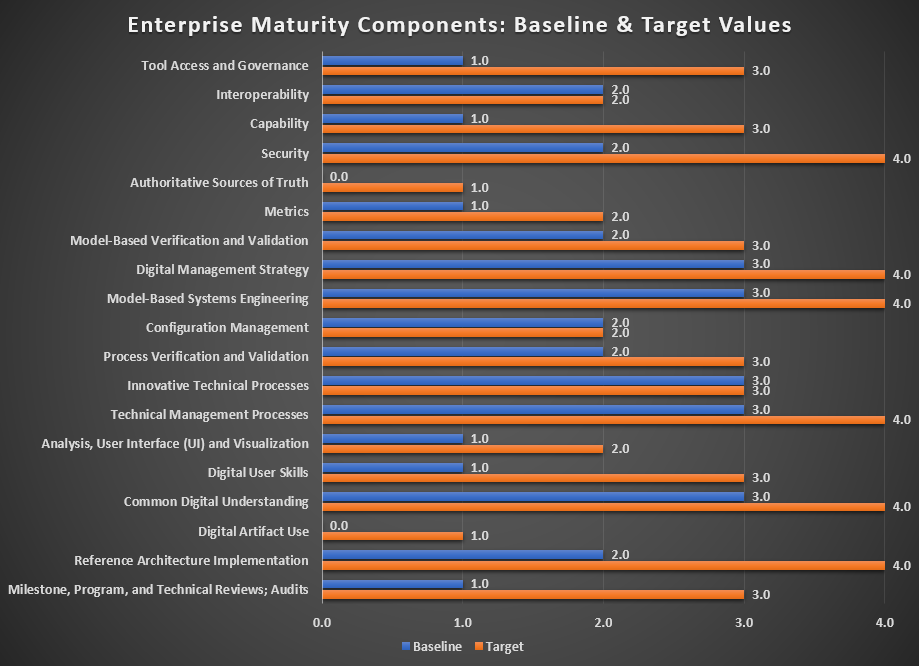 Enterprise Maturity Components: Baseline & Target Values
Tool Access and Governance 1.0
3.0
Interoperability 2.0
2.0
Capability 1.0
3.0
Security 2.0
4.0
Authoritative Sources of Truth 0.0
1.0
Metrics 1.0
2.0
Model-Based Verification and Validation 2.0
3.0
Digital Management Strategy 3.0
4.0
Model-Based Systems Engineering 3.0
4.0
Configuration Management 2.0
2.0
Process Verification and Validation 2.0
3.0
Innovative Technical Processes 3.0
3.0
Technical Management Processes 3.0
4.0
Analysis, User Interface (UI) and Visualization 1.0
2.0
Digital User Skills 1.0
3.0
Common Digital Understanding 3.0
4.0
Digital Artifact Use 0.0
1.0
Reference Architecture Implementation 2.0
4.0
Milestone, Program, and Technical Reviews; Audits 1.0
3.0
0.0 1.0 2.0 3.0 4.0
Baseline Target